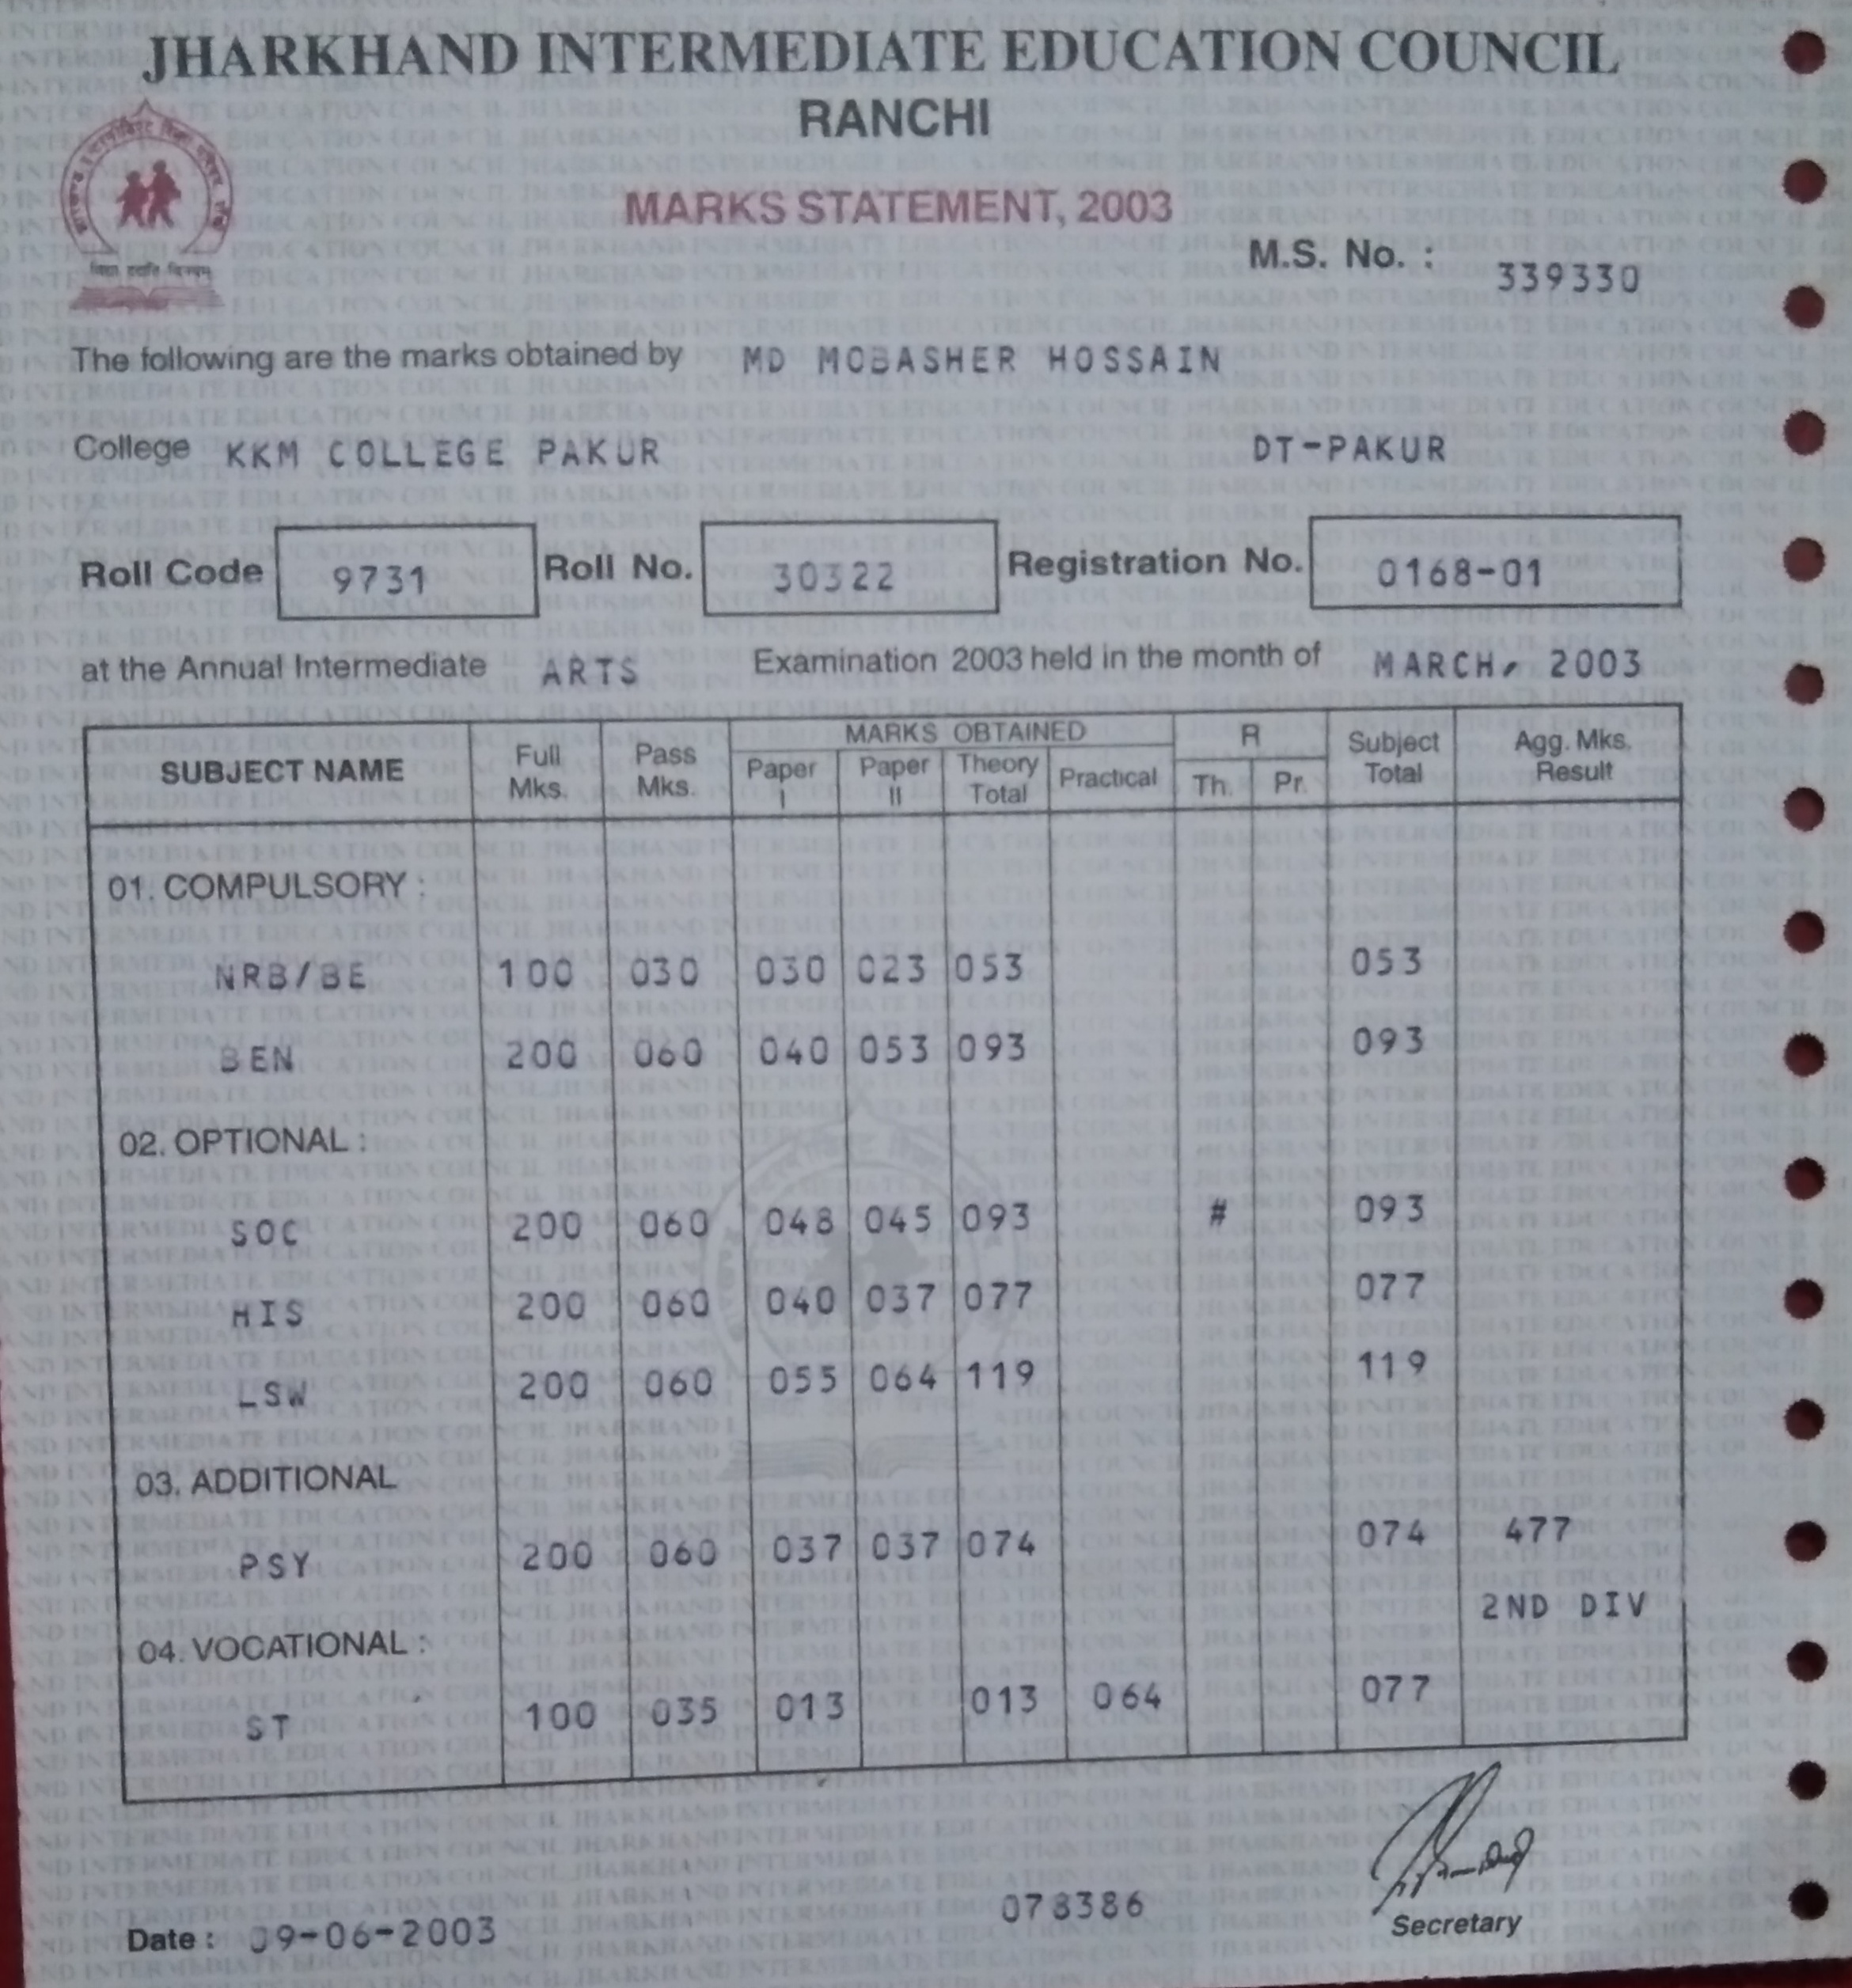 JHARKHAND INTERMEDIATE EDUCATION COUNCIL
RANCHI
MARKS STATEMENT, 2003
M.S. No. : 339330
विद्या ददाति विनयम्
The following are the marks obtained by MD MOBASHER HOSSAIN
College KKM COLLEGE PAKUR DT-PAKUR
Roll Code 9731 Roll No. 30322 Registration No. 0168-01
at the Annual Intermediate ARTS Examination 2003 held in the month of MARCH, 2003
SUBJECT NAME Full Mks. Pass Mks. MARKS OBTAINED Paper I Paper II Theory Total Practical R Th. Pr. Subject Total Agg. Mks. Result
01. COMPULSORY :
NRB/BE 100 030 030 023 053 053
BEN 200 060 040 053 093 093
02. OPTIONAL :
SOC 200 060 048 045 093 # 093
HIS 200 060 040 037 077 077
LSW 200 060 055 064 119 119
03. ADDITIONAL
PSY 200 060 037 037 074 074 477
2ND DIV
04. VOCATIONAL :
ST 100 035 013 013 064 077
078386
Secretary
Date : 09-06-2003